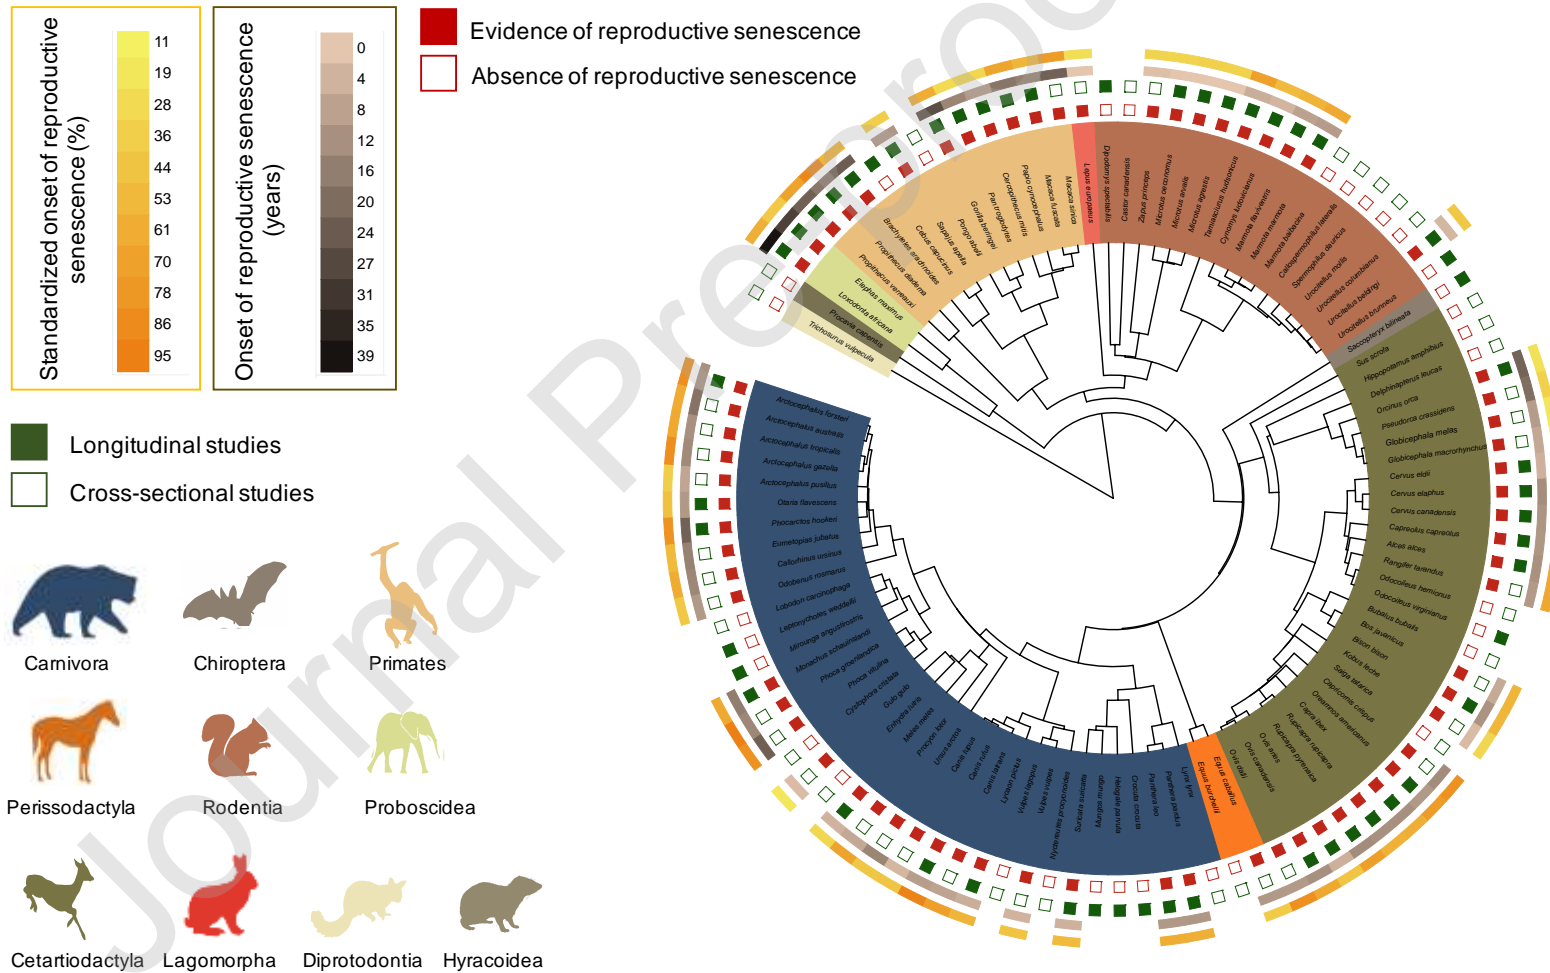 Standardized onset of reproductive
senescence (%)
11
19
28
36
44
53
61
70
78
86
95
Onset of reproductive senescence
(years)
0
4
8
12
16
20
24
27
31
35
39
Evidence of reproductive senescence
Absence of reproductive senescence
Longitudinal studies
Cross-sectional studies
Carnivora
Chiroptera
Primates
Perissodactyla
Rodentia
Proboscidea
Cetartiodactyla
Lagomorpha
Diprotodontia
Hyracoidea
Journal Pre-proo
Trichosurus vulpecula
Procavia capensis
Loxodonta africana
Elephas maximus
Propithecus verreauxi
Propithecus diadema
Brachyteles arachnoides
Cebus capucinus
Sapajus apella
Pongo abelii
Gorilla beringei
Pan troglodytes
Cercopithecus mitis
Papio cynocephalus
Macaca fuscata
Macaca sinica
Lepus europaeus
Dipodomys spectabilis
Castor canadensis
Zapus princeps
Microtus oeconomus
Microtus arvalis
Microtus agrestis
Tamiasciurus hudsonicus
Cynomys ludovicianus
Marmota flaviventris
Marmota marmota
Marmota baibacina
Callospermophilus lateralis
Spermophilus dauricus
Urocitellus mollis
Urocitellus columbianus
Urocitellus beldingi
Urocitellus brunneus
Saccopteryx bilineata
Sus scrofa
Hippopotamus amphibius
Delphinapterus leucas
Orcinus orca
Pseudorca crassidens
Globicephala melas
Globicephala macrorhynchus
Cervus eldii
Cervus elaphus
Cervus canadensis
Capreolus capreolus
Alces alces
Rangifer tarandus
Odocoileus hemionus
Odocoileus virginianus
Bubalus bubalis
Bos javanicus
Bison bison
Kobus leche
Saiga tatarica
Capricornis crispus
Oreamnos americanus
Capra ibex
Rupicapra rupicapra
Rupicapra pyrenaica
Ovis aries
Ovis canadensis
Ovis dalli
Equus caballus
Equus burchellii
Lynx lynx
Panthera pardus
Panthera leo
Crocuta crocuta
Helogale parvula
Mungos mungo
Suricata suricatta
Nyctereutes procyonoides
Vulpes vulpes
Vulpes lagopus
Lycaon pictus
Canis latrans
Canis rufus
Canis lupus
Ursus arctos
Procyon lotor
Meles meles
Enhydra lutris
Gulo gulo
Cystophora cristata
Phoca vitulina
Phoca groenlandica
Monachus schauinslandi
Mirounga angustirostris
Leptonychotes weddellii
Lobodon carcinophaga
Odobenus rosmarus
Callorhinus ursinus
Eumetopias jubatus
Phocarctos hookeri
Otaria flavescens
Arctocephalus pusillus
Arctocephalus gazella
Arctocephalus tropicalis
Arctocephalus australis
Arctocephalus forsteri